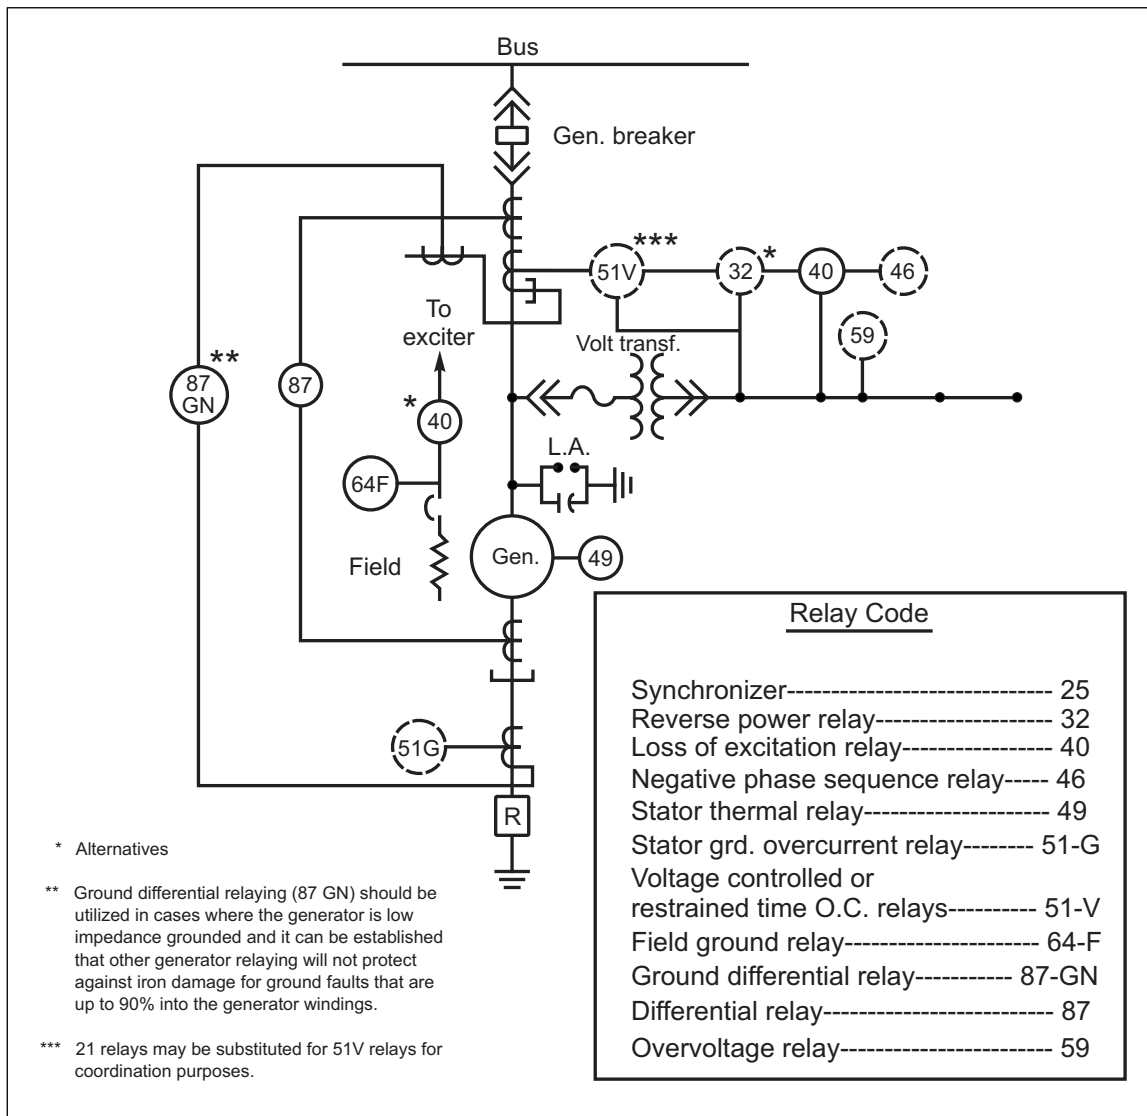 Bus
Gen. breaker
***
*
51V
32
40
46
To
exciter
59
Volt transf.
**
87
GN
87
*
40
L.A.
64F
Gen.
49
Field
Relay Code
Synchronizer------------------------------ 25
Reverse power relay-------------------- 32
Loss of excitation relay----------------- 40
Negative phase sequence relay----- 46
Stator thermal relay--------------------- 49
Stator grd. overcurrent relay-------- 51-G
Voltage controlled or
restrained time O.C. relays---------- 51-V
Field ground relay---------------------- 64-F
Ground differential relay----------- 87-GN
Differential relay--------------------------- 87
Overvoltage relay------------------------ 59
51G
R
* Alternatives
** Ground differential relaying (87 GN) should be
utilized in cases where the generator is low
impedance grounded and it can be established
that other generator relaying will not protect
against iron damage for ground faults that are
up to 90% into the generator windings.
*** 21 relays may be substituted for 51V relays for
coordination purposes.